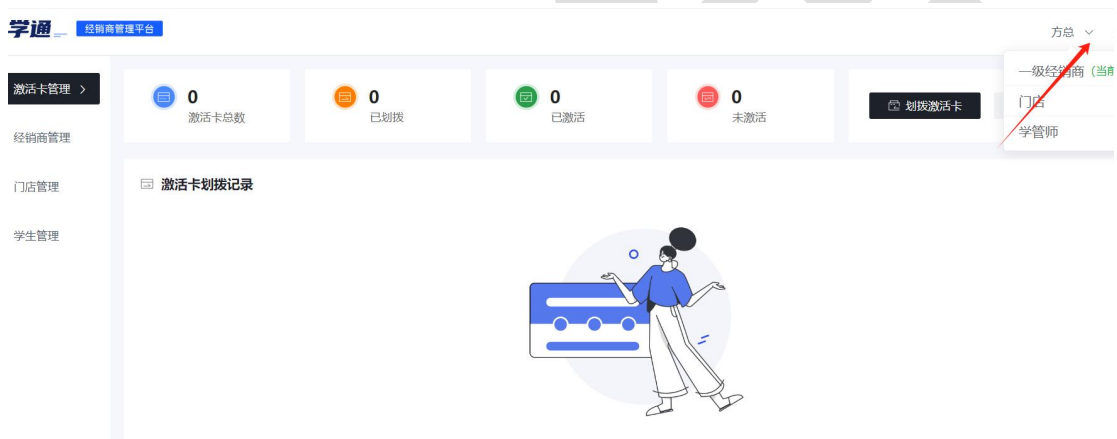 学通 经销商管理平台
方总
一级经销商 (当前
门店
学管师
激活卡管理
经销商管理
门店管理
学生管理
0
激活卡总数
0
已划拨
0
已激活
0
未激活
划拨激活卡
激活卡划拨记录